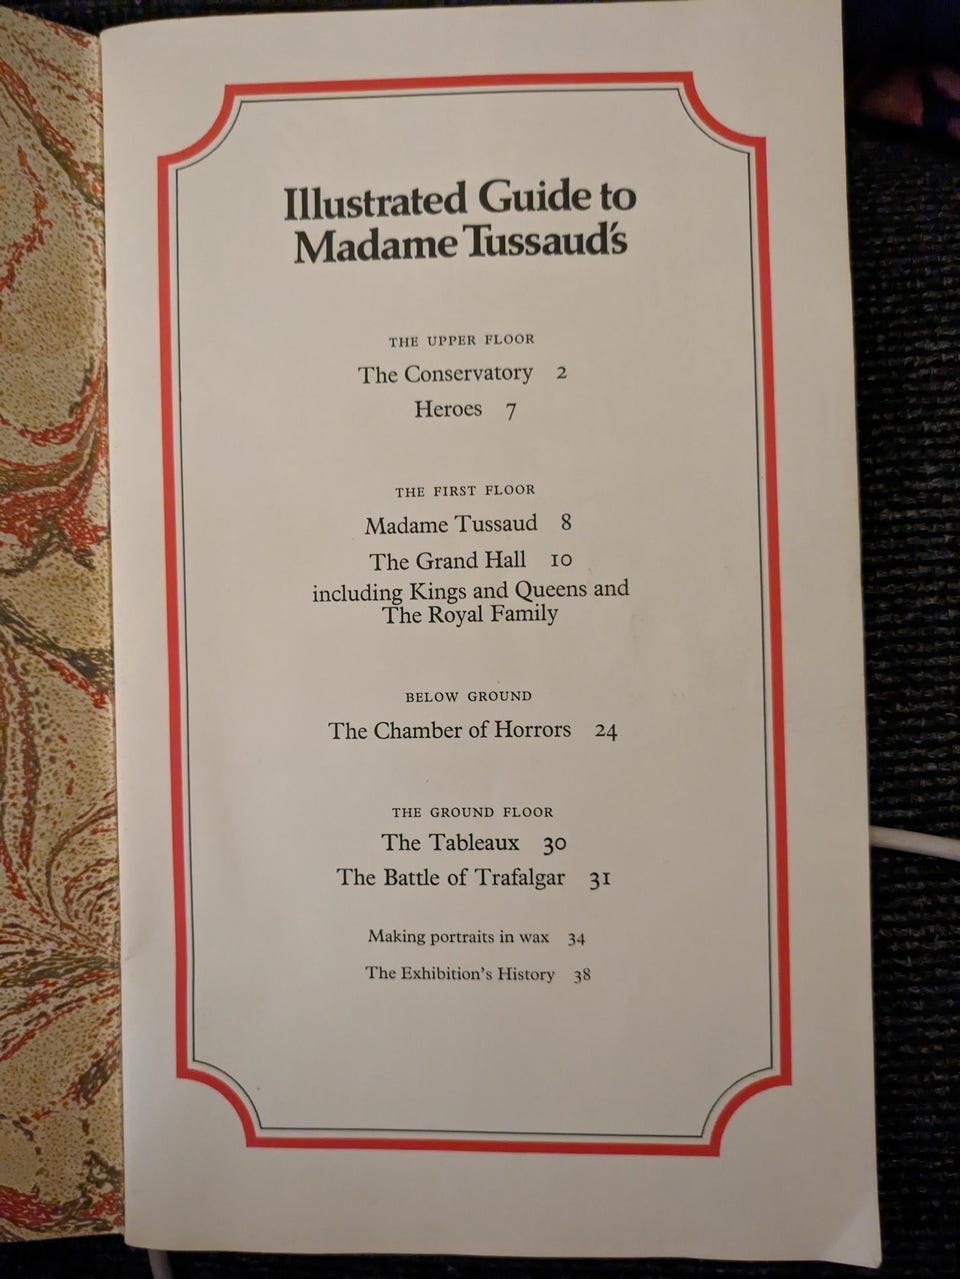 Illustrated Guide to
Madame Tussaud's
THE UPPER FLOOR
The Conservatory 2
Heroes 7
THE FIRST FLOOR
Madame Tussaud 8
The Grand Hall 10
including Kings and Queens and
The Royal Family
BELOW GROUND
The Chamber of Horrors 24
THE GROUND FLOOR
The Tableaux 30
The Battle of Trafalgar 31
Making portraits in wax 34
The Exhibition's History 38